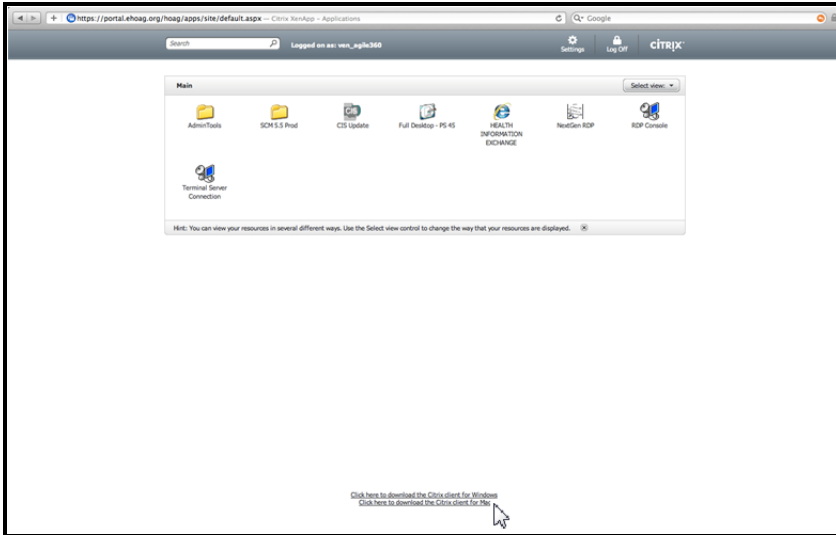 https://portal.ehoag.org/hoag/apps/site/default.aspx — Citrix XenApp - Applications
Google
Search
Logged on as: ven_agile360
Settings
Log Off
CITRIX
Main
Select view:
AdminTools
SCM 5.5 Prod
CIS
CIS Update
Full Desktop - PS 45
HEALTH
INFORMATION
EXCHANGE
NextGen RDP
RDP Console
Terminal Server
Connection
Hint: You can view your resources in several different ways. Use the Select view control to change the way that your resources are displayed.
Click here to download the Citrix client for Windows
Click here to download the Citrix client for Mac